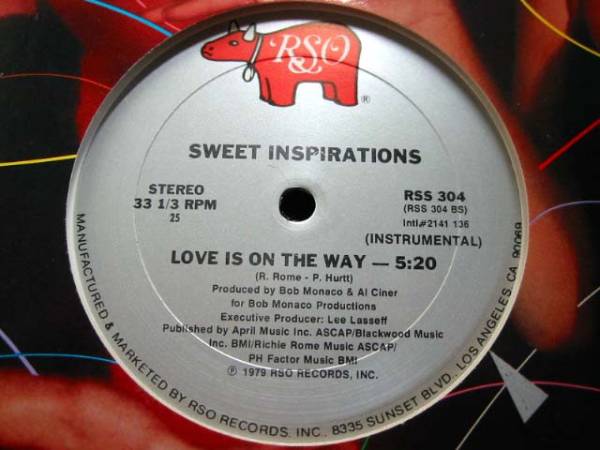 RSO
®
SWEET INSPIRATIONS
STEREO
33 1/3 RPM
25
RSS 304
(RSS 304 BS)
Intl#2141 136
(INSTRUMENTAL)
LOVE IS ON THE WAY — 5:20
(R. Rome - P. Hurtt)
Produced by Bob Monaco & Al Ciner
for Bob Monaco Productions
Executive Producer: Lee Lasseff
Published by April Music Inc. ASCAP/Blackwood Music
Inc. BMI/Richie Rome Music ASCAP/
PH Factor Music BMI
℗ 1979 RSO RECORDS, INC.
MANUFACTURED & MARKETED BY RSO RECORDS, INC., 8335 SUNSET BLVD., LOS ANGELES, CA 90069